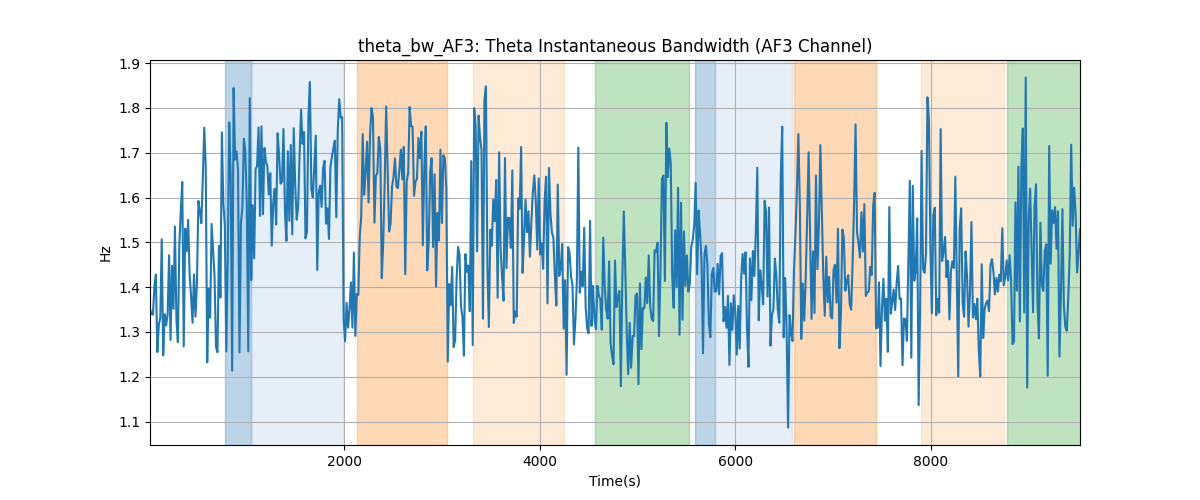 theta_bw_AF3: Theta Instantaneous Bandwidth (AF3 Channel)
1.9
1.8
1.7
1.6
1.5
1.4
1.3
1.2
1.1
Hz
2000 4000 6000 8000
Time(s)